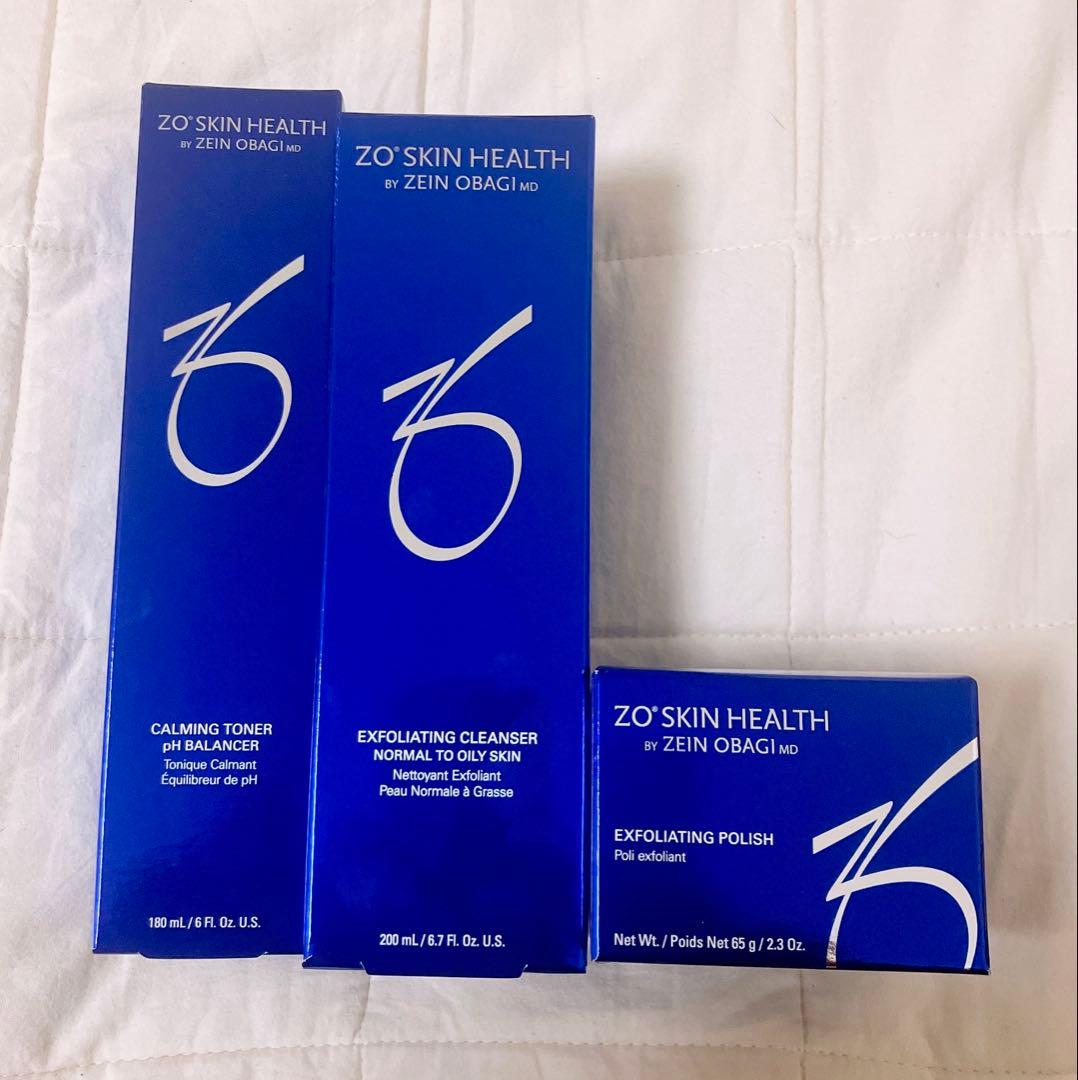 ZO® SKIN HEALTH
BY ZEIN OBAGI MD
CALMING TONER
pH BALANCER
Tonique Calmant
Équilibreur de pH
180 mL / 6 Fl. Oz. U.S.
ZO® SKIN HEALTH
BY ZEIN OBAGI MD
EXFOLIATING CLEANSER
NORMAL TO OILY SKIN
Nettoyant Exfoliant
Peau Normale à Grasse
200 mL / 6.7 Fl. Oz. U.S.
ZO® SKIN HEALTH
BY ZEIN OBAGI MD
EXFOLIATING POLISH
Poli exfoliant
Net Wt. / Poids Net 65 g / 2.3 Oz.